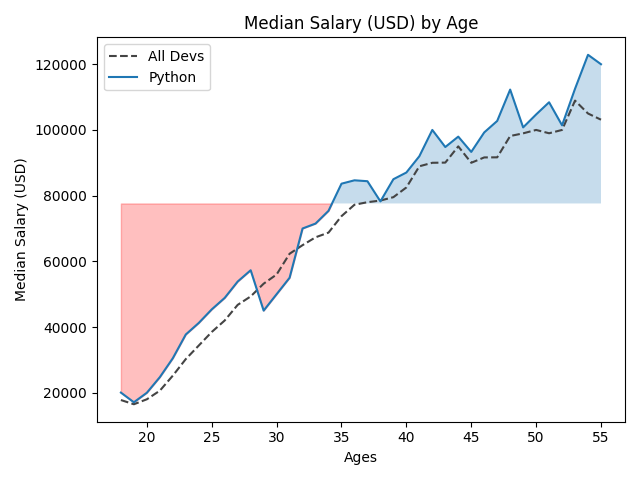 Median Salary (USD) by Age
All Devs
Python
Median Salary (USD)
120000
100000
80000
60000
40000
20000
20 25 30 35 40 45 50 55
Ages